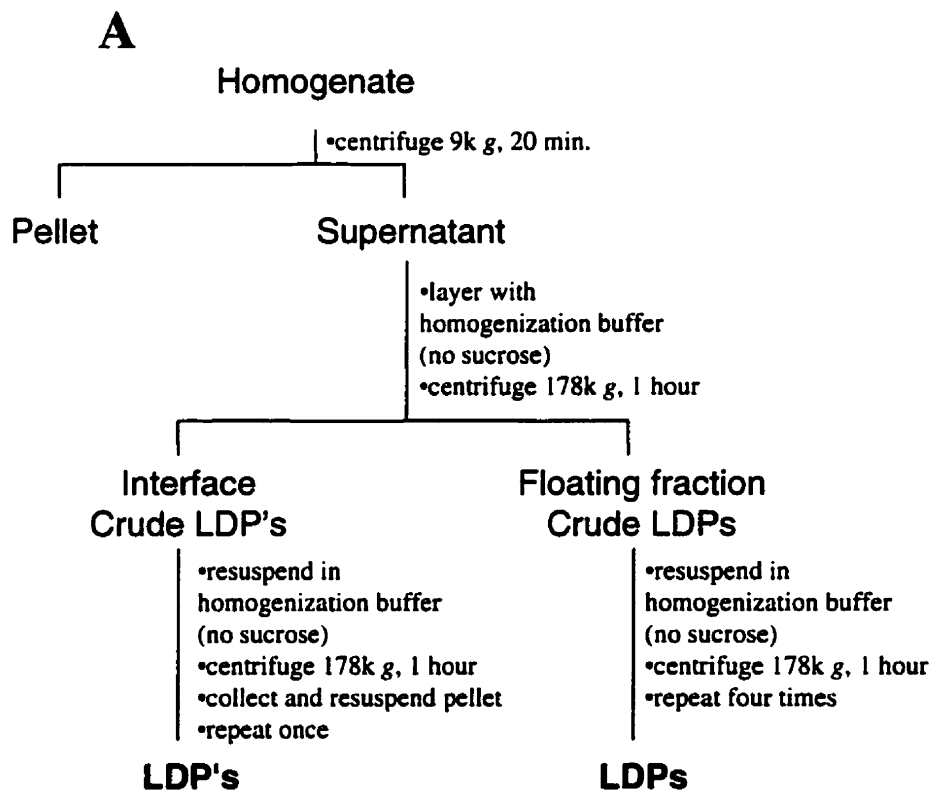 A
Homogenate
•centrifuge 9k g, 20 min.
Pellet
Supernatant
•layer with
homogenization buffer
(no sucrose)
•centrifuge 178k g, 1 hour
Interface
Crude LDP's
•resuspend in
homogenization buffer
(no sucrose)
•centrifuge 178k g, 1 hour
•collect and resuspend pellet
•repeat once
LDP's
Floating fraction
Crude LDPs
•resuspend in
homogenization buffer
(no sucrose)
•centrifuge 178k g, 1 hour
•repeat four times
LDPs